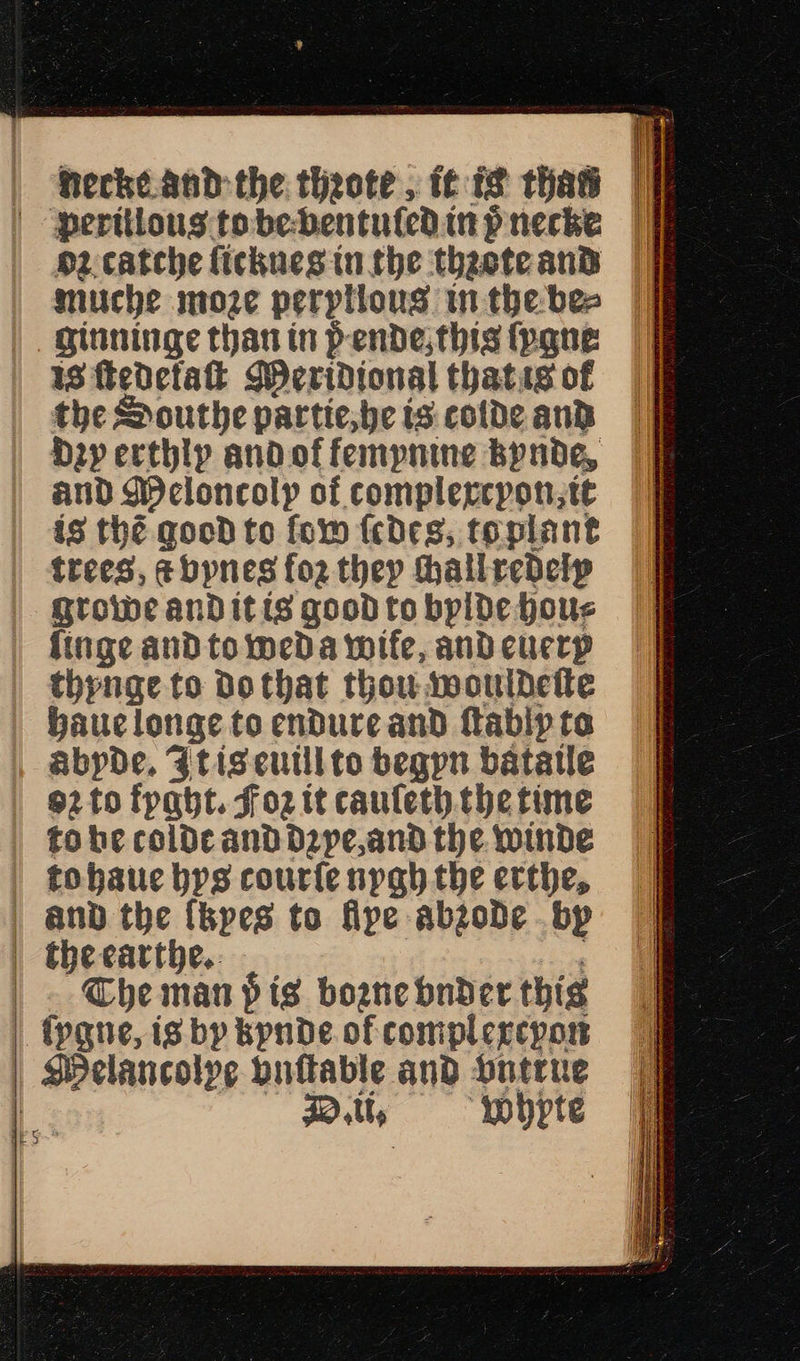 necke and the throte, it is than
perillous to be ventused in þͭ necke
or catche sicknes in the throte and
muche more peryllous in the be-
ginninge than in þͤ ende, this sygne
is stedefast Meridional that is of
the Southe partie, he is colde and
dry erthly and of femynine kynde,
and Meloncoly of complexcyon, it
is thē good to sow sedes, to plant
trees, & vynes for they shall redely
growe and it is good to bylde hou-
singe and to wed a wife, and euery
thynge to do that thou wouldeste
haue longe to endure and stably to
abyde. It is euill to begyn bataile
or to fyght. For it causeth the time
to be colde and drye, and the winde
to haue hys course nygh the erthe,
and the skyes to flye abrode by
the earthe.
The man þͭ is borne vnder this
sygne, is by kynde of complexcyon
Melancolye vnstable and vntrue
D.ii. whyte